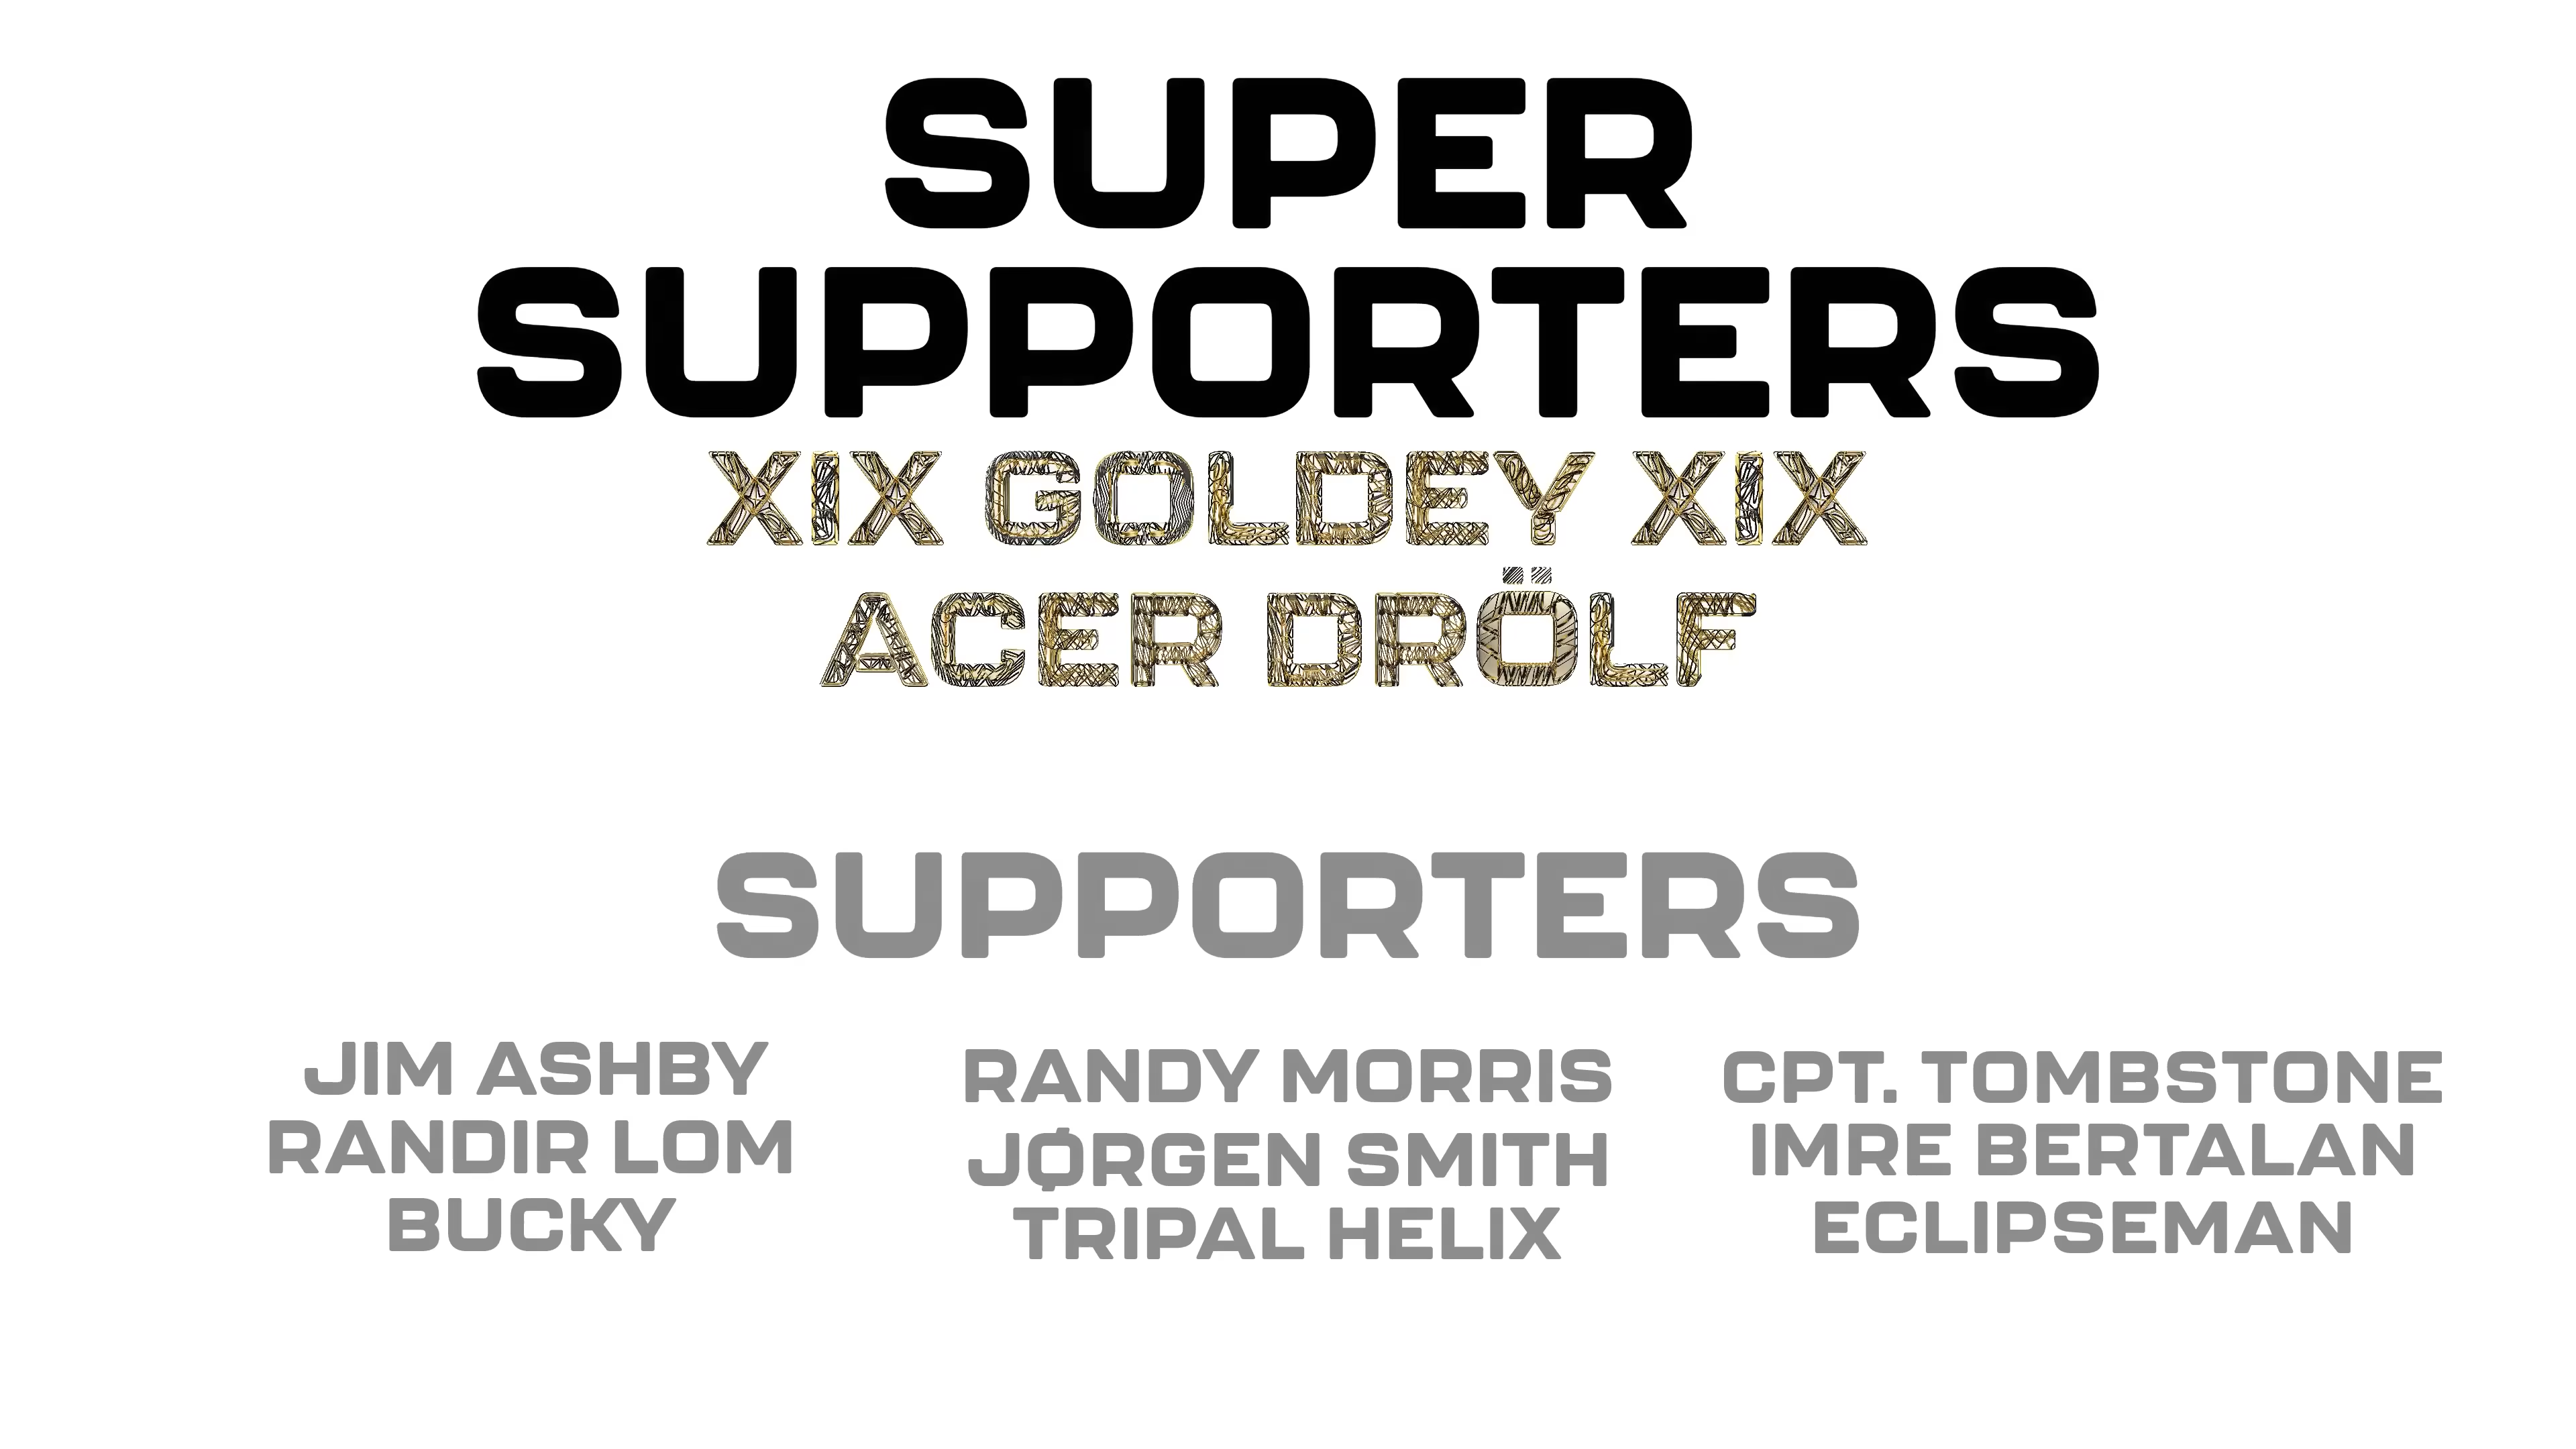 SUPER
SUPPORTERS
XIX GOLDEY XIX
ACER DRÖLF
SUPPORTERS
JIM ASHBY
RANDIR LOM
BUCKY
RANDY MORRIS
JØRGEN SMITH
TRIPAL HELIX
CPT. TOMBSTONE
IMRE BERTALAN
ECLIPSEMAN